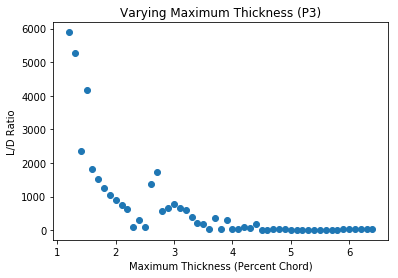 Varying Maximum Thickness (P3)
L/D Ratio
6000
5000
4000
3000
2000
1000
0
1 2 3 4 5 6
Maximum Thickness (Percent Chord)